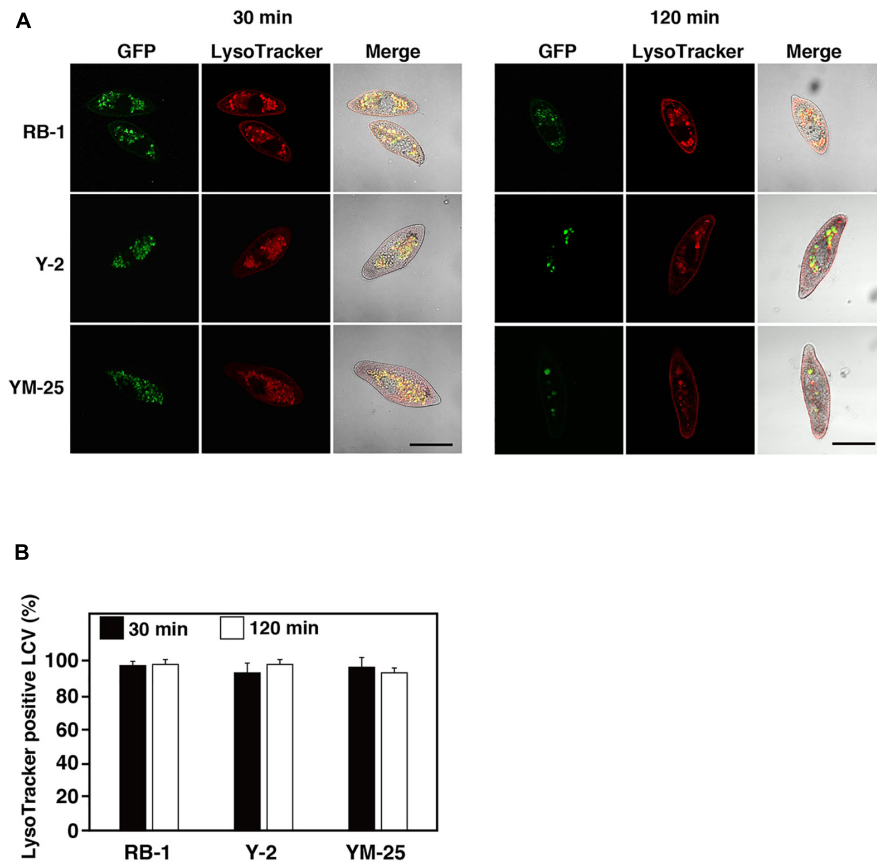 A
30 min
120 min
GFP LysoTracker Merge
GFP LysoTracker Merge
RB-1
Y-2
YM-25
B
LysoTracker positive LCV (%)
30 min
120 min
100
80
60
40
20
0
RB-1 Y-2 YM-25